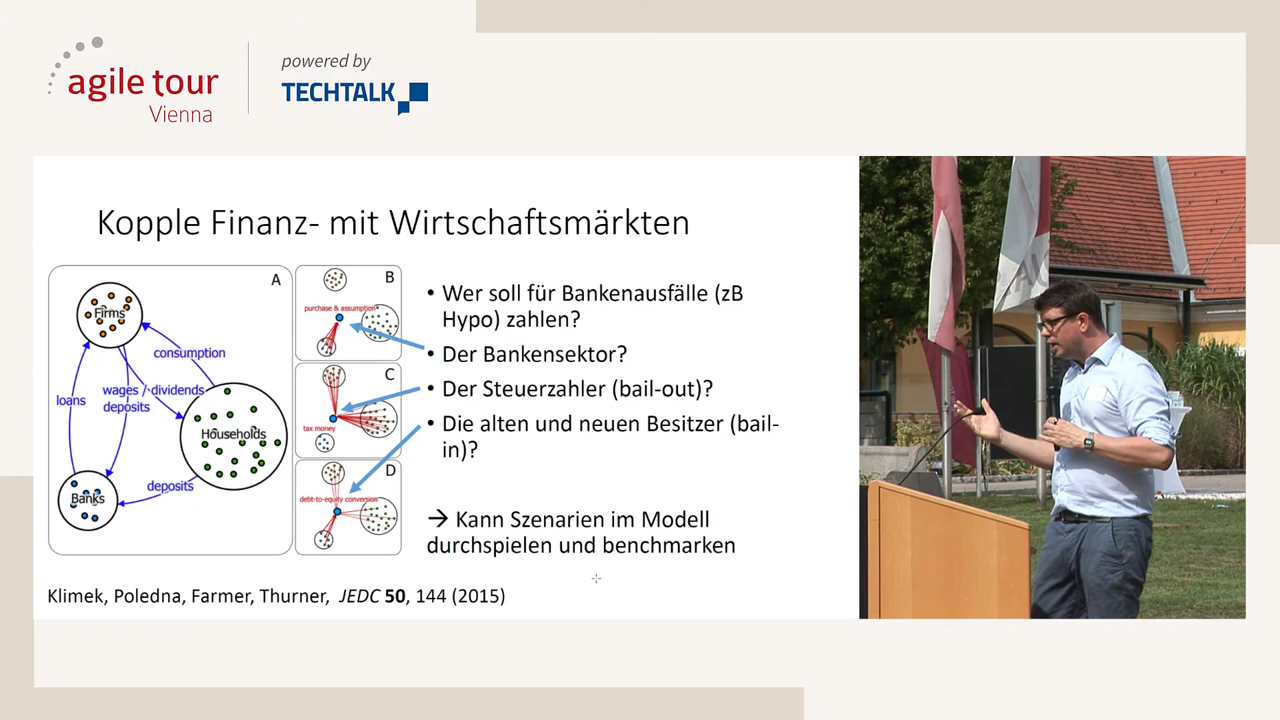 agile tour
Vienna
powered by
TECHTALK
Kopple Finanz- mit Wirtschaftsmärkten
A
Firms
consumption
wages / dividends
deposits
loans
Households
deposits
Banks
B
purchase & assumption
C
tax money
D
debt-to-equity conversion
• Wer soll für Bankenausfälle (zB
Hypo) zahlen?
• Der Bankensektor?
• Der Steuerzahler (bail-out)?
• Die alten und neuen Besitzer (bail-
in)?
→ Kann Szenarien im Modell
durchspielen und benchmarken
Klimek, Poledna, Farmer, Thurner, JEDC 50, 144 (2015)